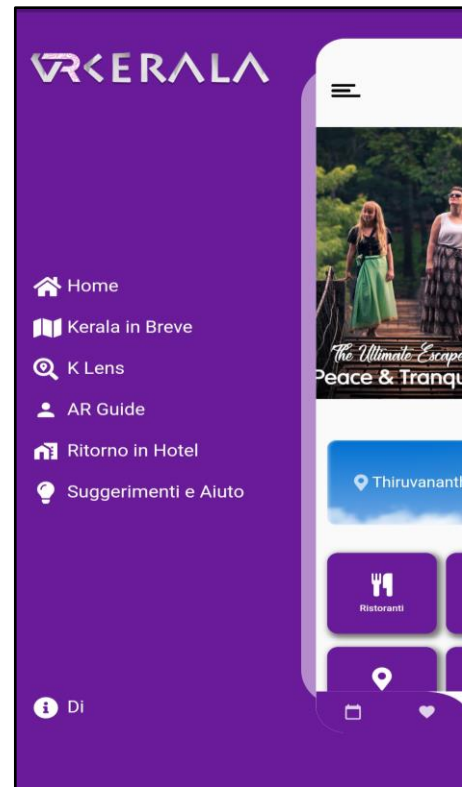 VRKERALA
Home
Kerala in Breve
K Lens
AR Guide
Ritorno in Hotel
Suggerimenti e Aiuto
Di
The Ultimate Escape
Peace & Tranqu
Thiruvananth
Ristoranti